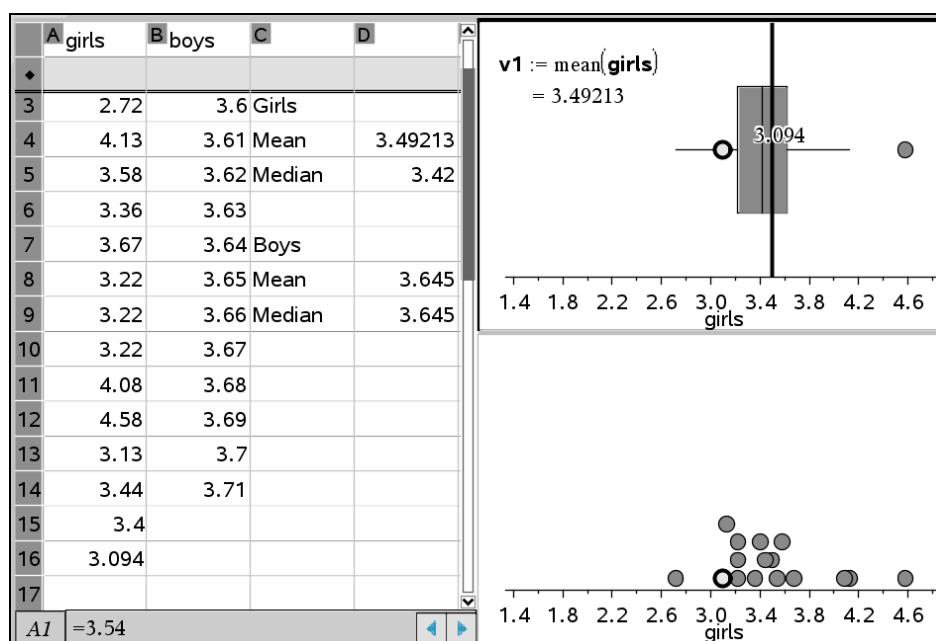 A girls B boys C D
◆
3 2.72 3.6 Girls
4 4.13 3.61 Mean 3.49213
5 3.58 3.62 Median 3.42
6 3.36 3.63
7 3.67 3.64 Boys
8 3.22 3.65 Mean 3.645
9 3.22 3.66 Median 3.645
10 3.22 3.67
11 4.08 3.68
12 4.58 3.69
13 3.13 3.7
14 3.44 3.71
15 3.4
16 3.094
17
A1 =3.54
v1 := mean(girls)
= 3.49213
3.094
1.4 1.8 2.2 2.6 3.0 3.4 3.8 4.2 4.6
girls
1.4 1.8 2.2 2.6 3.0 3.4 3.8 4.2 4.6
girls